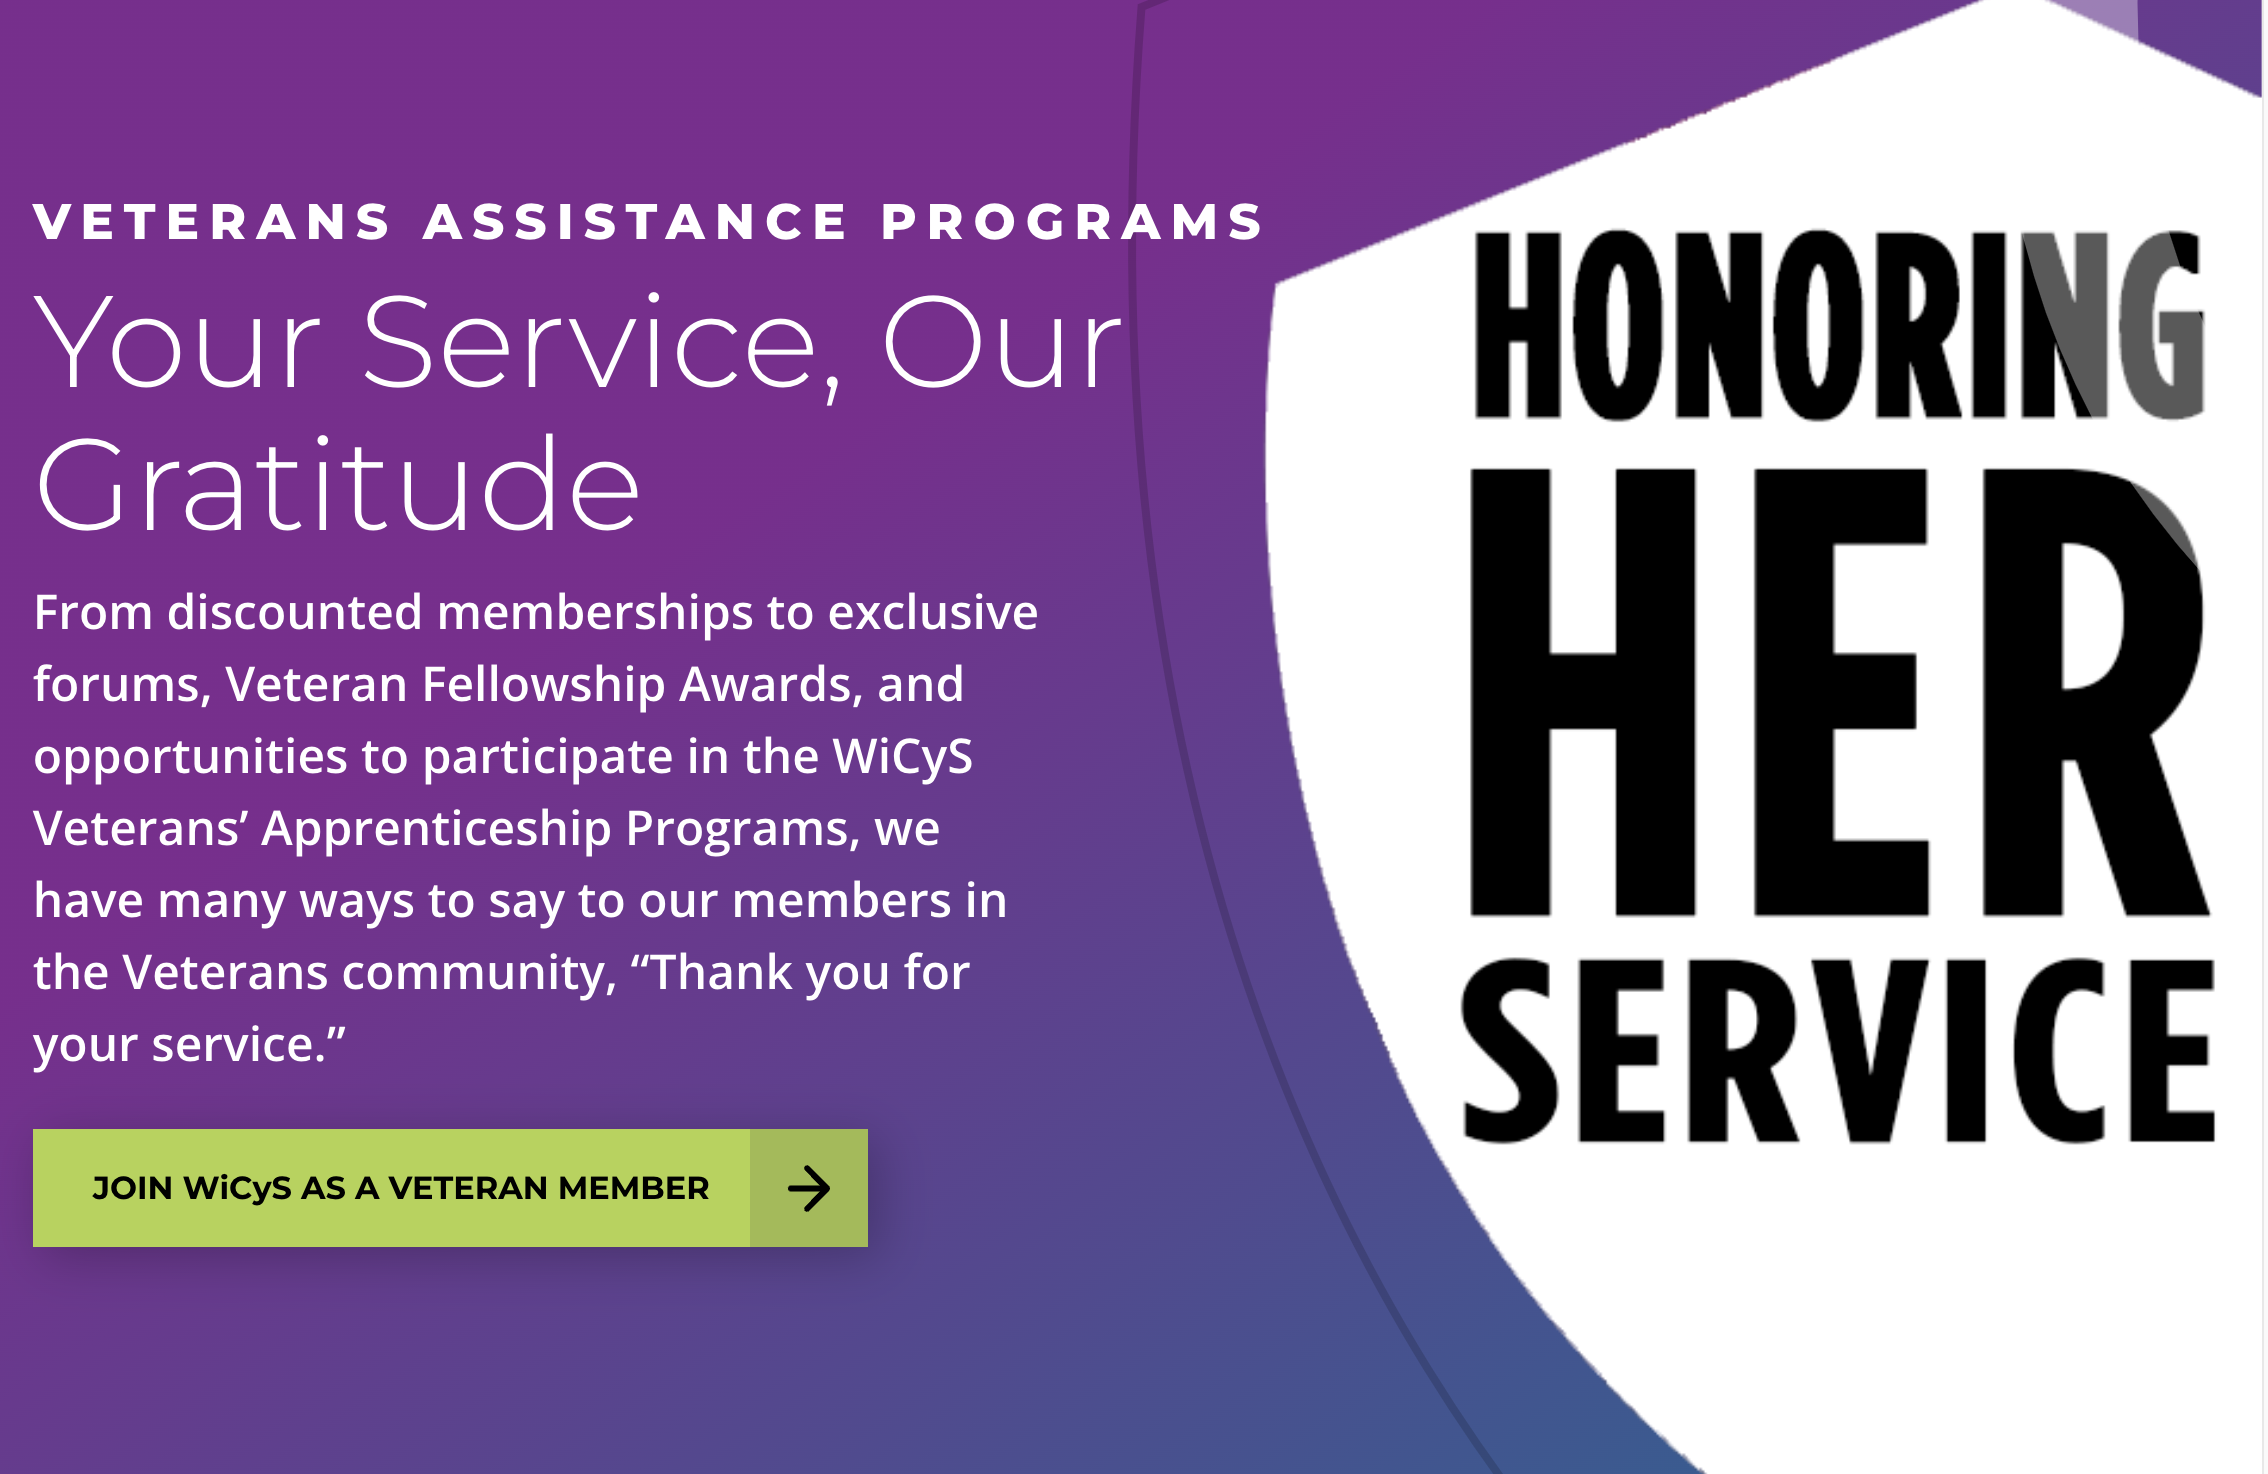 VETERANS ASSISTANCE PROGRAMS
Your Service, Our
Gratitude
From discounted memberships to exclusive
forums, Veteran Fellowship Awards, and
opportunities to participate in the WiCyS
Veterans’ Apprenticeship Programs, we
have many ways to say to our members in
the Veterans community, “Thank you for
your service.”
JOIN WiCyS AS A VETERAN MEMBER
HONORING
HER
SERVICE